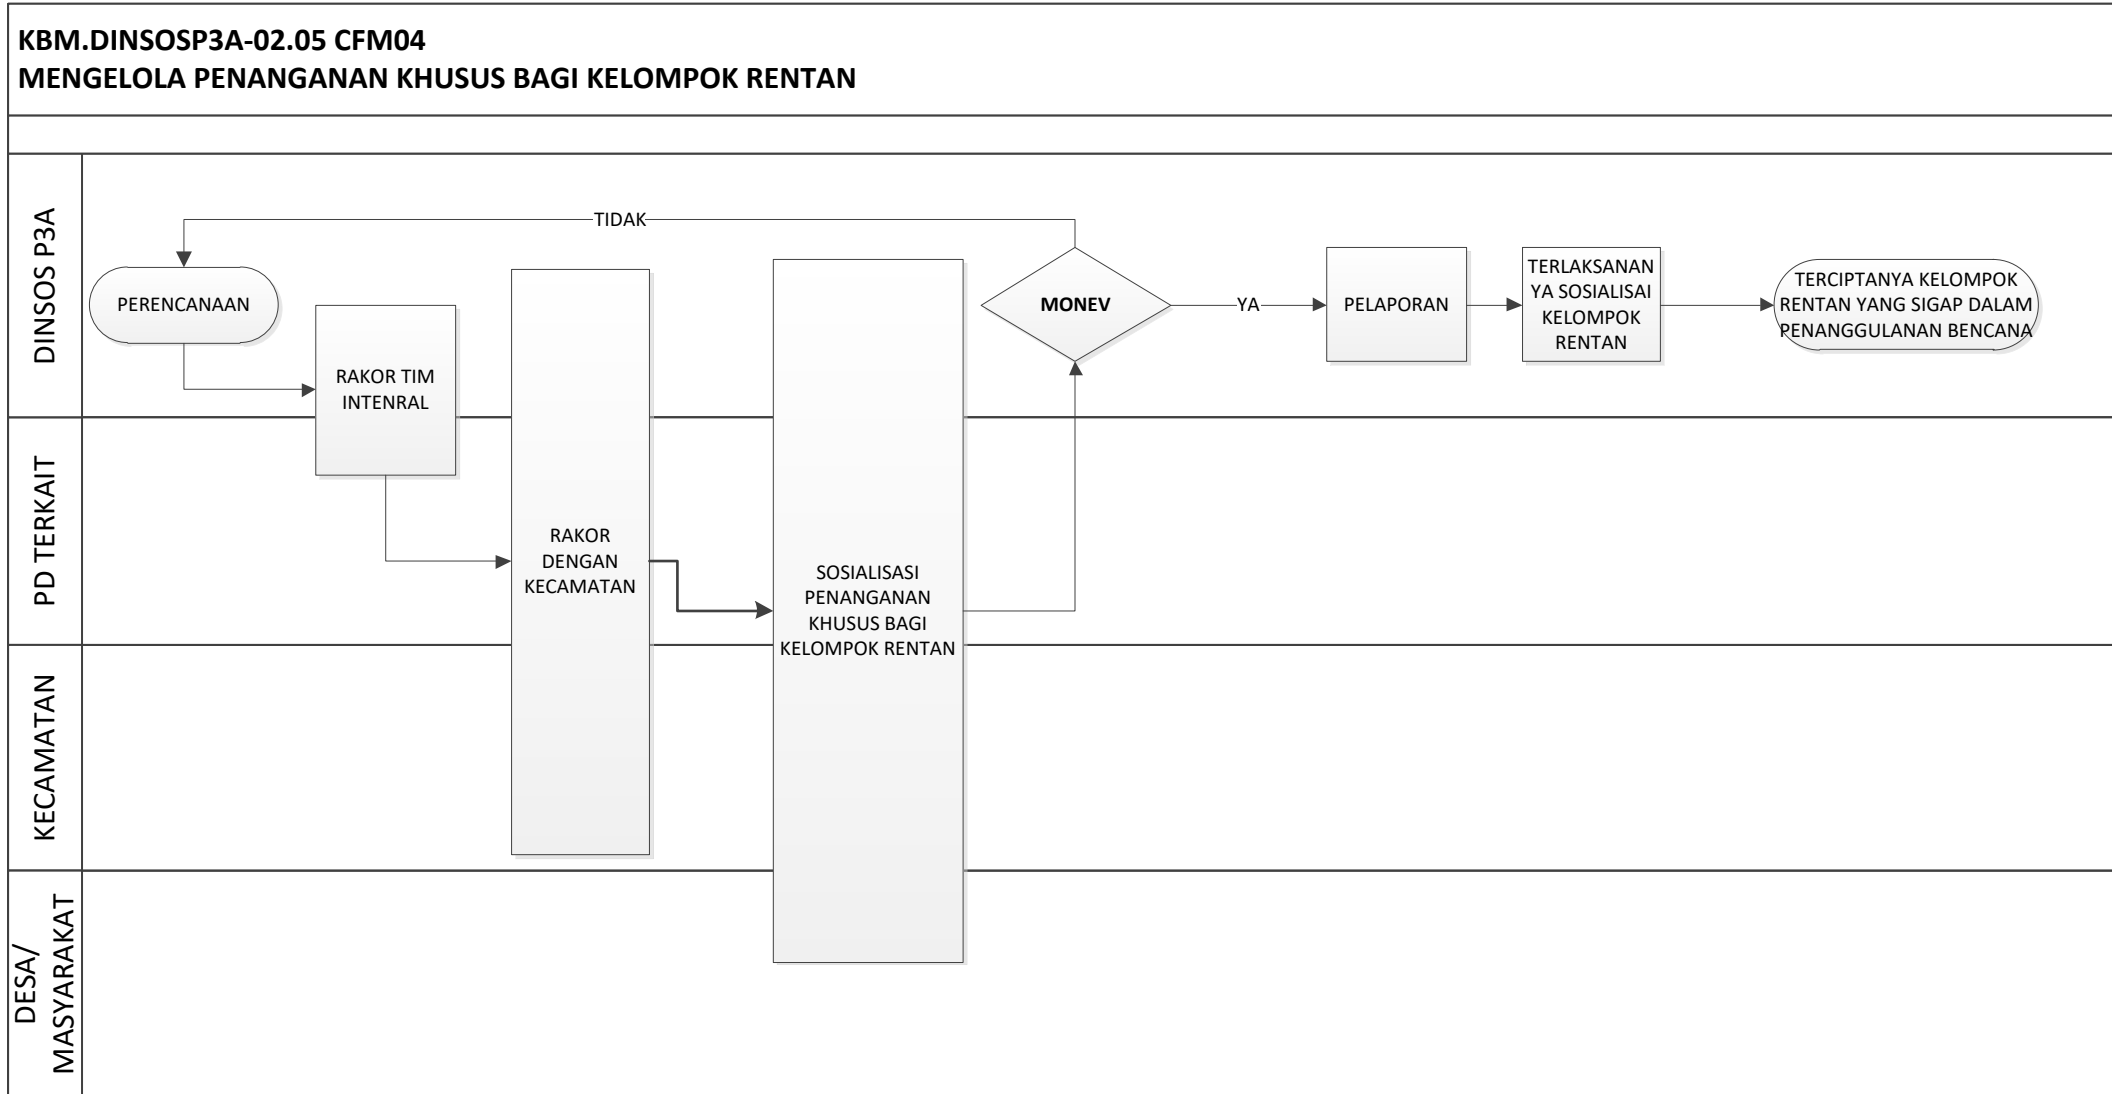 KBM.DINSOSP3A-02.05 CFM04
MENGELOLA PENANGANAN KHUSUS BAGI KELOMPOK RENTAN
DINSOS P3A
TIDAK
PERENCANAAN
RAKOR TIM
INTENRAL
MONEV
YA
PELAPORAN
TERLAKSANAN
YA SOSIALISAI
KELOMPOK
RENTAN
TERCIPTANYA KELOMPOK
RENTAN YANG SIGAP DALAM
PENANGGULANAN BENCANA
PD TERKAIT
RAKOR
DENGAN
KECAMATAN
SOSIALISASI
PENANGANAN
KHUSUS BAGI
KELOMPOK RENTAN
KECAMATAN
DESA/
MASYARAKAT